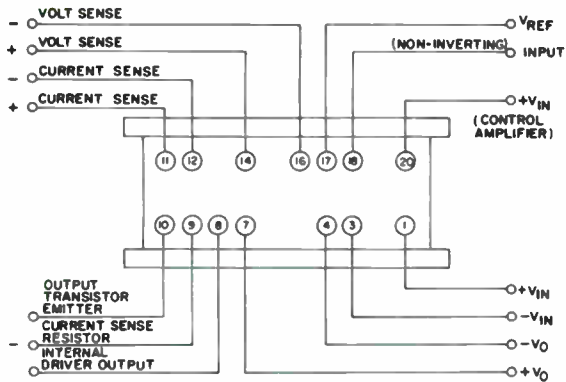 - VOLT SENSE
+ VOLT SENSE
- CURRENT SENSE
+ CURRENT SENSE
VREF
(NON-INVERTING) INPUT
+VIN
(CONTROL
AMPLIFIER)
11 12 14 16 17 18 20
10 9 8 7 4 3 1
OUTPUT
TRANSISTOR
EMITTER
CURRENT SENSE
- RESISTOR
INTERNAL
DRIVER OUTPUT
+VIN
-VIN
-VO
+VO